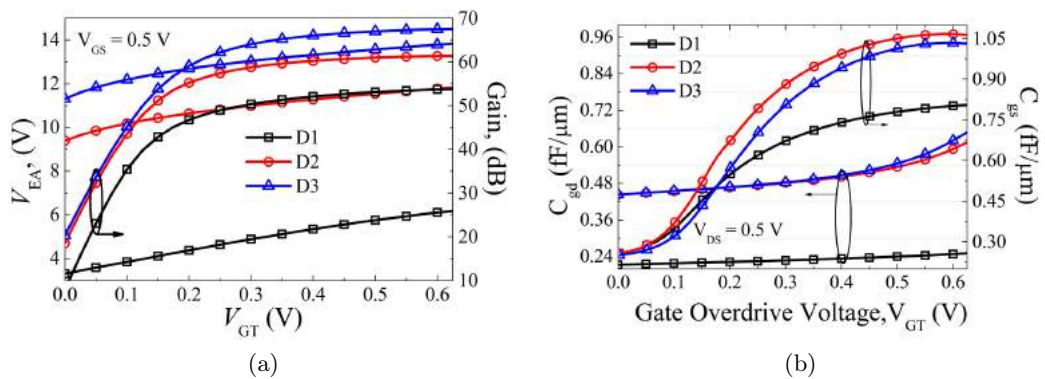 V_GS = 0.5 V
14
12
10
8
6
4
V_EA, (V)
70
60
50
40
30
20
10
Gain, (dB)
D1
D2
D3
0.0 0.1 0.2 0.3 0.4 0.5 0.6
V_GT (V)
(a)
0.96
0.84
0.72
0.60
0.48
0.36
0.24
C_gd (fF/μm)
D1
D2
D3
1.05
0.90
0.75
0.60
0.45
0.30
C_gs (fF/μm)
V_DS = 0.5 V
0.0 0.1 0.2 0.3 0.4 0.5 0.6
Gate Overdrive Voltage,V_GT (V)
(b)